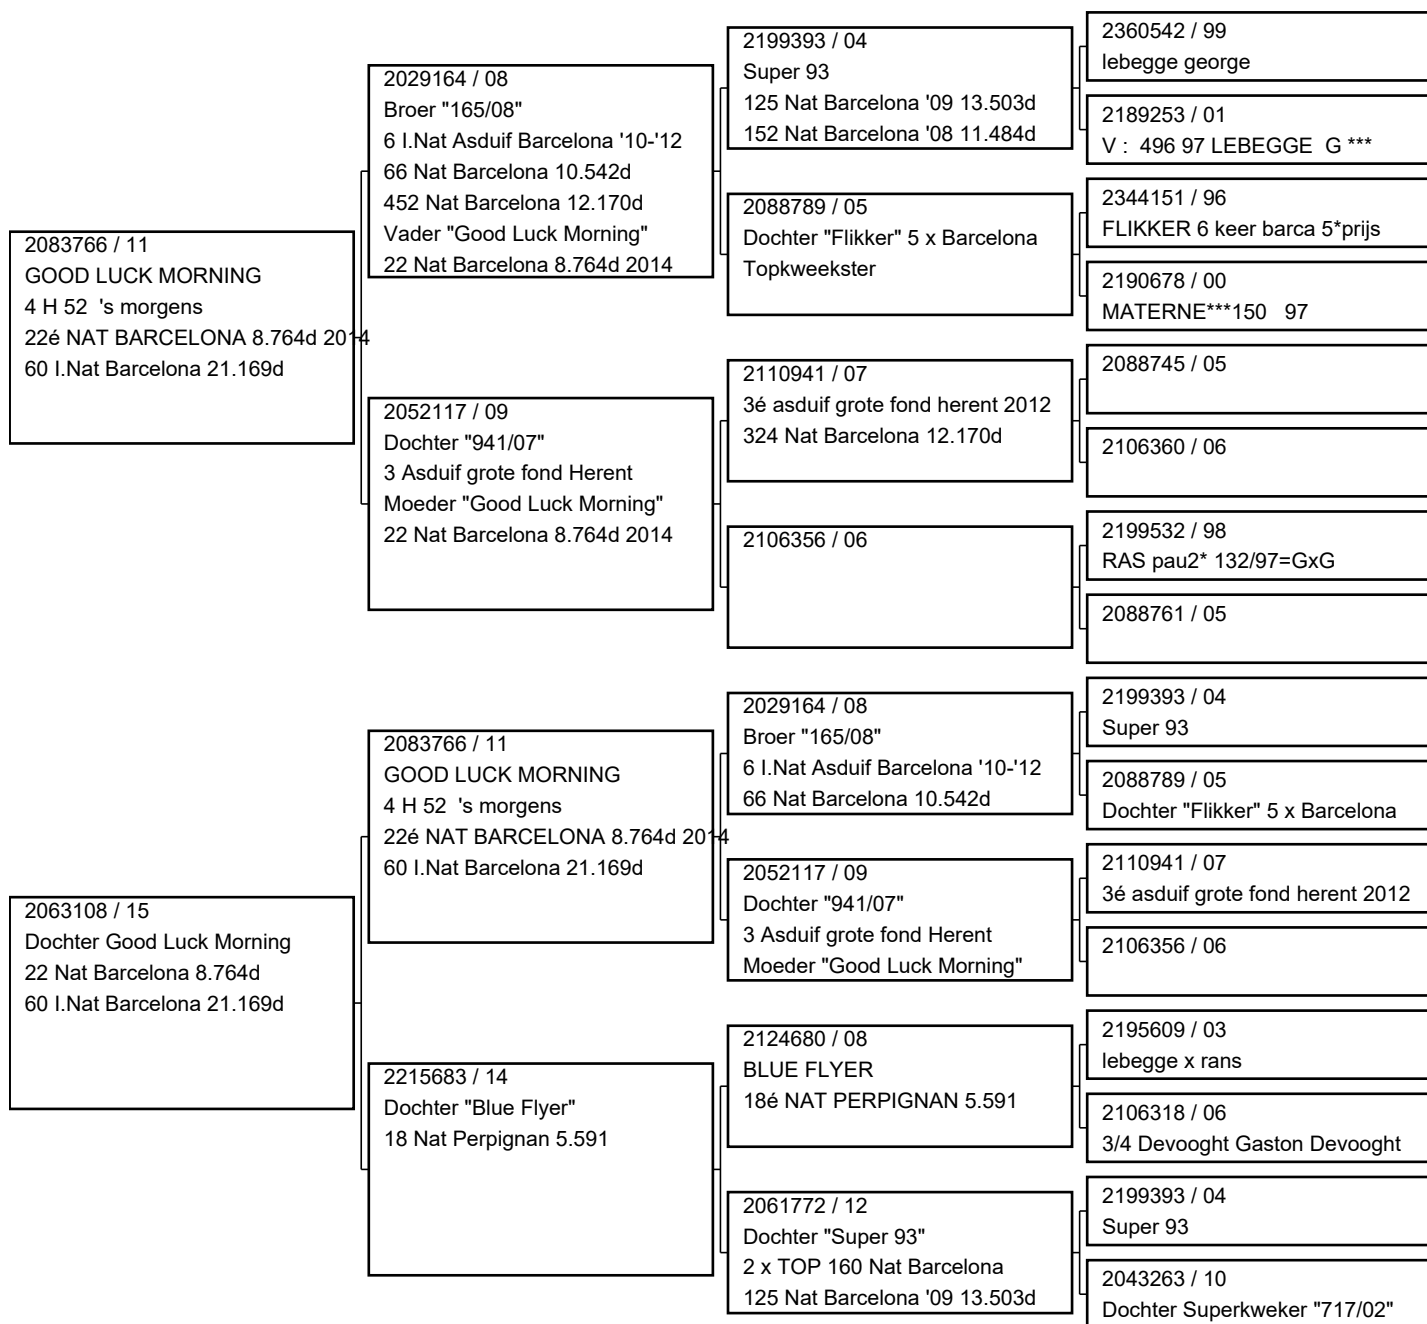 2083766 / 11
GOOD LUCK MORNING
4 H 52  's morgens
22é NAT BARCELONA 8.764d 2014
60 I.Nat Barcelona 21.169d
2029164 / 08
Broer "165/08"
6 I.Nat Asduif Barcelona '10-'12
66 Nat Barcelona 10.542d
452 Nat Barcelona 12.170d
Vader "Good Luck Morning"
22 Nat Barcelona 8.764d 2014
2052117 / 09
Dochter "941/07"
3 Asduif grote fond Herent
Moeder "Good Luck Morning"
22 Nat Barcelona 8.764d 2014
2199393 / 04
Super 93
125 Nat Barcelona '09 13.503d
152 Nat Barcelona '08 11.484d
2088789 / 05
Dochter "Flikker" 5 x Barcelona
Topkweekster
2110941 / 07
3é asduif grote fond herent 2012
324 Nat Barcelona 12.170d
2106356 / 06
2360542 / 99
lebegge george
2189253 / 01
V :  496 97 LEBEGGE  G ***
2344151 / 96
FLIKKER 6 keer barca 5*prijs
2190678 / 00
MATERNE***150   97
2088745 / 05
2106360 / 06
2199532 / 98
RAS pau2* 132/97=GxG
2088761 / 05
2063108 / 15
Dochter Good Luck Morning
22 Nat Barcelona 8.764d
60 I.Nat Barcelona 21.169d
2083766 / 11
GOOD LUCK MORNING
4 H 52  's morgens
22é NAT BARCELONA 8.764d 2014
60 I.Nat Barcelona 21.169d
2215683 / 14
Dochter "Blue Flyer"
18 Nat Perpignan 5.591
2029164 / 08
Broer "165/08"
6 I.Nat Asduif Barcelona '10-'12
66 Nat Barcelona 10.542d
2052117 / 09
Dochter "941/07"
3 Asduif grote fond Herent
Moeder "Good Luck Morning"
2124680 / 08
BLUE FLYER
18é NAT PERPIGNAN 5.591
2061772 / 12
Dochter "Super 93"
2 x TOP 160 Nat Barcelona
125 Nat Barcelona '09 13.503d
2199393 / 04
Super 93
2088789 / 05
Dochter "Flikker" 5 x Barcelona
2110941 / 07
3é asduif grote fond herent 2012
2106356 / 06
2195609 / 03
lebegge x rans
2106318 / 06
3/4 Devooght Gaston Devooght
2199393 / 04
Super 93
2043263 / 10
Dochter Superkweker "717/02"